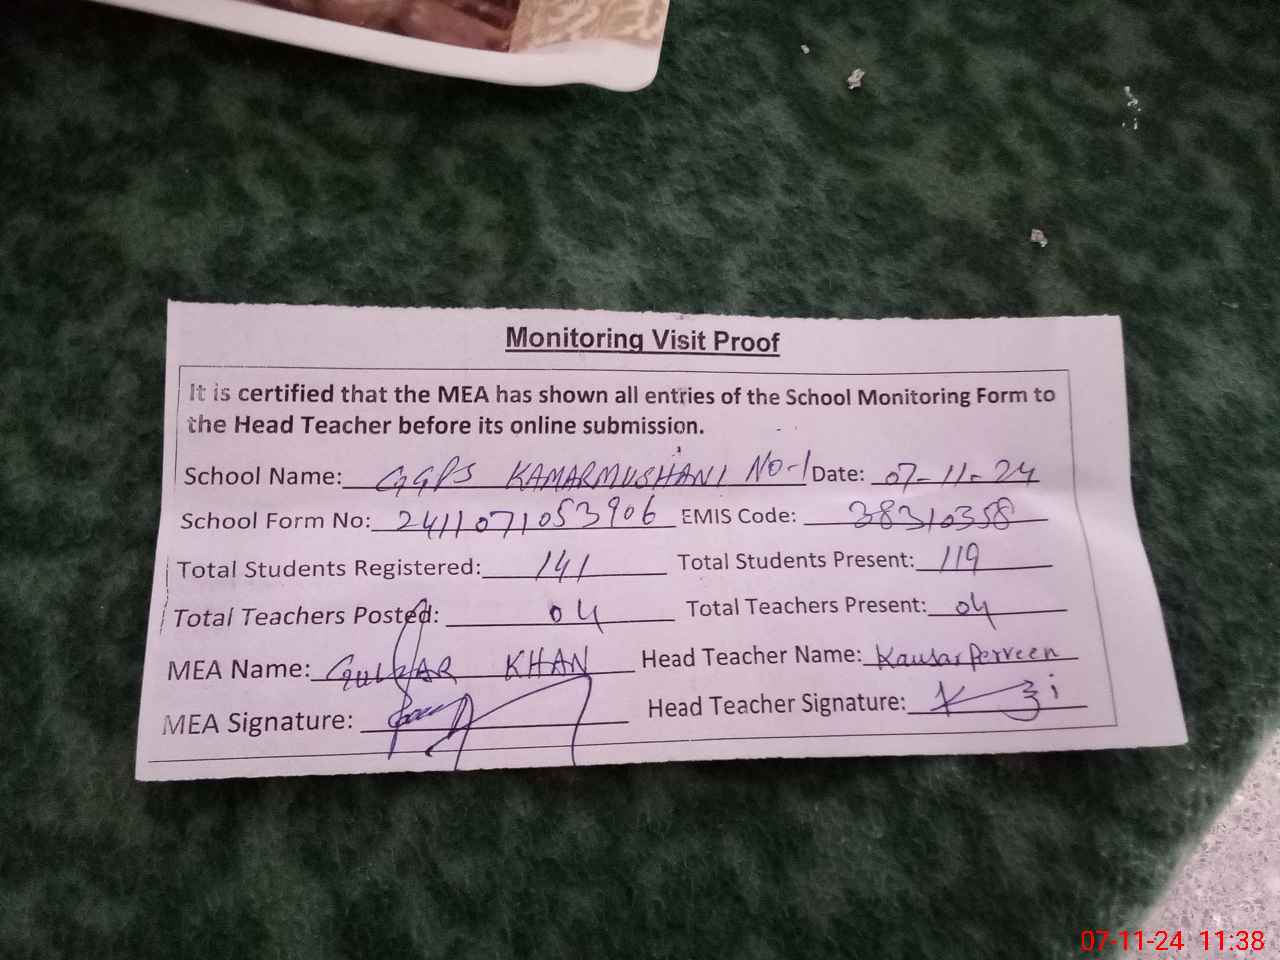 Monitoring Visit Proof
It is certified that the MEA has shown all entries of the School Monitoring Form to
the Head Teacher before its online submission.
School Name: GGPS KAMARMUSHANI NO-1 Date: 07-11-24
School Form No: 2411071053906 EMIS Code: 38310358
Total Students Registered: 141 Total Students Present: 119
Total Teachers Posted: 04 Total Teachers Present: 04
MEA Name: GULZAR KHAN Head Teacher Name: Kausar Perveen
MEA Signature: Head Teacher Signature:
07-11-24 11:38